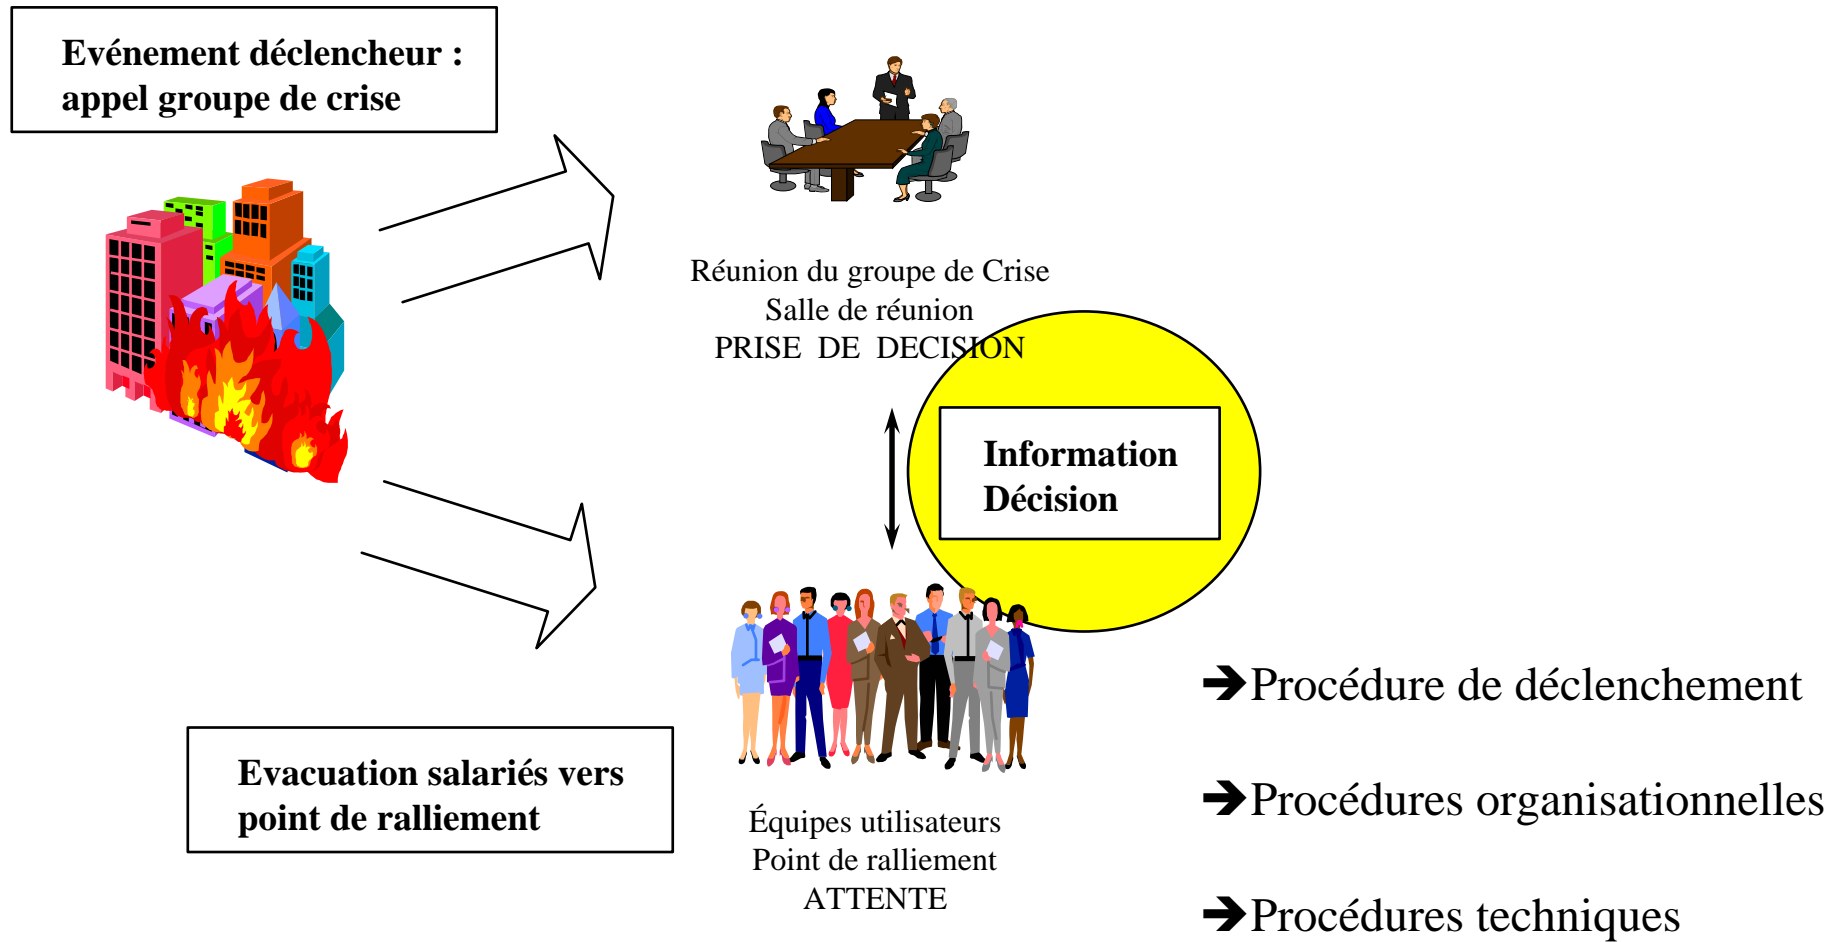 Evénement déclencheur :
appel groupe de crise
Réunion du groupe de Crise
Salle de réunion
PRISE DE DECISION
Information
Décision
Evacuation salariés vers
point de ralliement
Équipes utilisateurs
Point de ralliement
ATTENTE
➔Procédure de déclenchement
➔Procédures organisationnelles
➔Procédures techniques